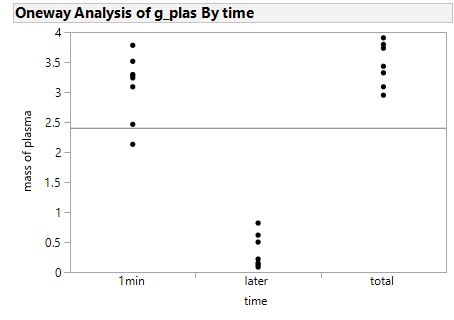 Oneway Analysis of g_plas By time
4
3.5
3
2.5
2
1.5
1
0.5
0
mass of plasma
1min later total
time